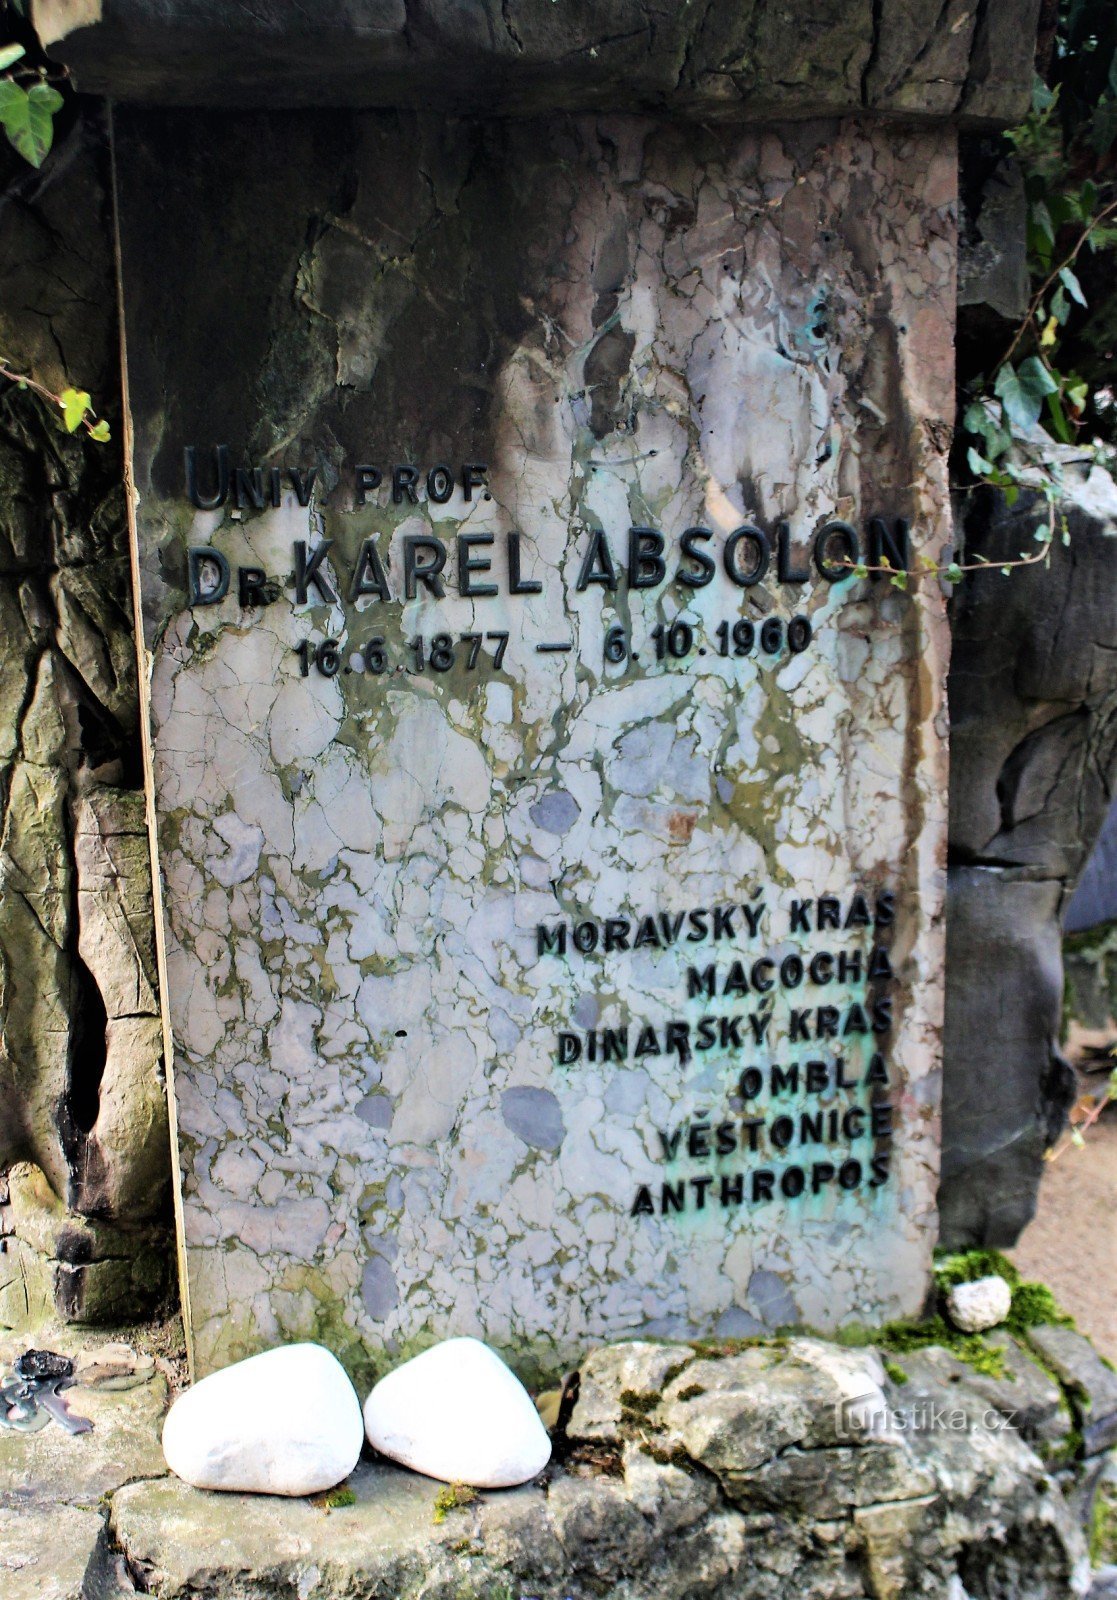 UNIV. PROF.
DR. KAREL ABSOLON
16.6.1877 – 6.10.1960
MORAVSKÝ KRAS
MACOCHA
DINARSKÝ KRAS
OMBLA
VĚSTONICE
ANTHROPOS
Turistika.cz